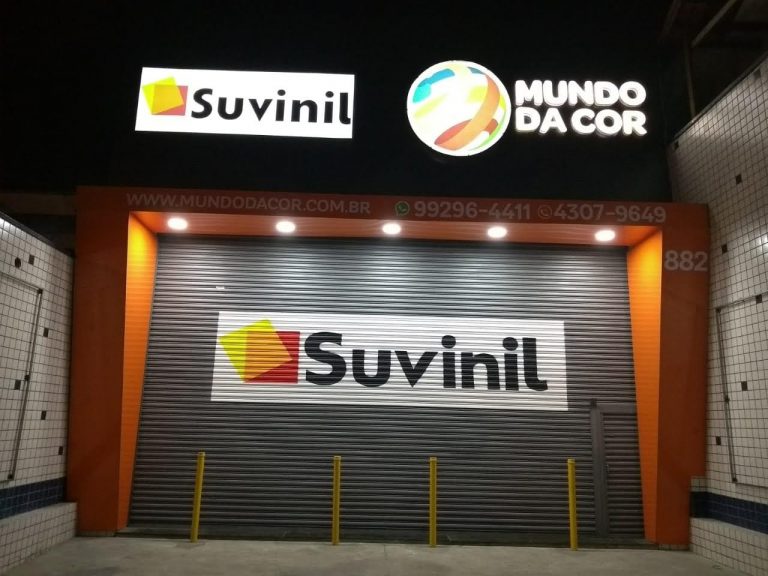 Suvinil
MUNDO
DA COR
WWW.MUNDODACOR.COM.BR 99296-4411 4307-9649
882
Suvinil